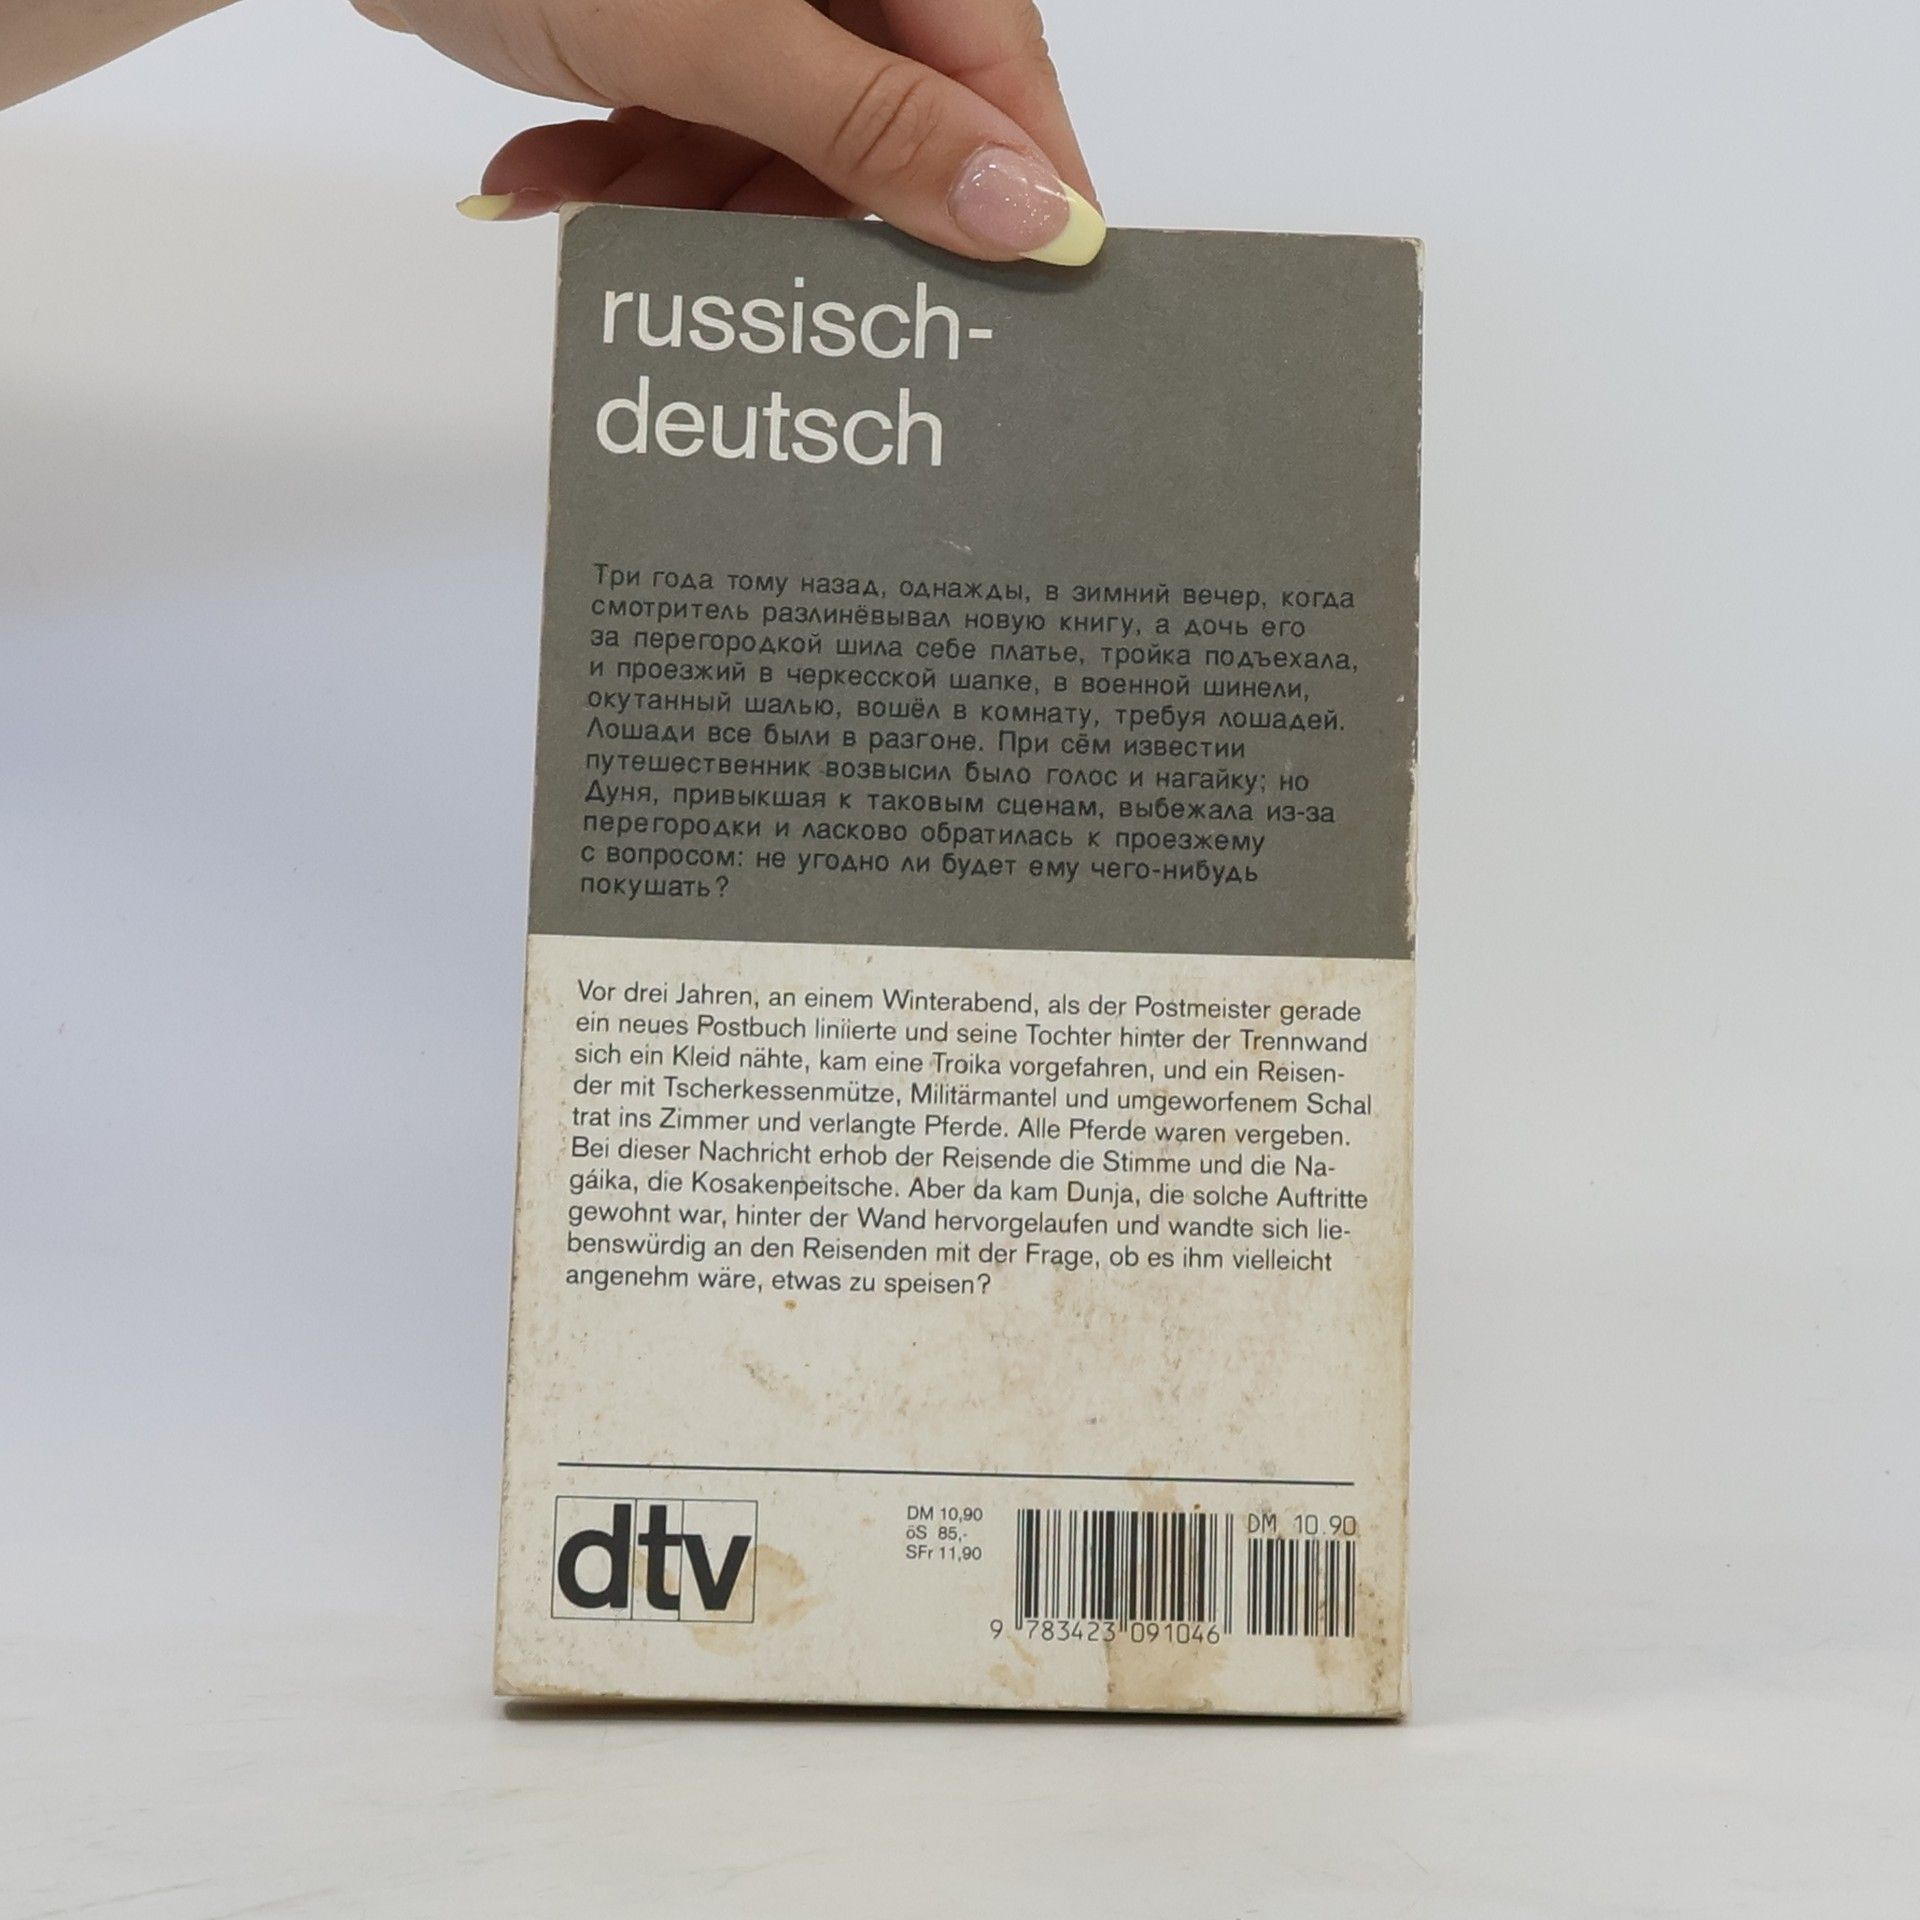 russisch-
deutsch
Три года тому назад, однажды, в зимний вечер, когда
смотритель разлинёвывал новую книгу, а дочь его
за перегородкой шила себе платье, тройка подъехала,
и проезжий в черкесской шапке, в военной шинели,
окутанный шалью, вошёл в комнату, требуя лошадей.
Лошади все были в разгоне. При сём известии
путешественник возвысил было голос и нагайку; но
Дуня, привыкшая к таковым сценам, выбежала из-за
перегородки и ласково обратилась к проезжему
с вопросом: не угодно ли будет ему чего-нибудь
покушать?
Vor drei Jahren, an einem Winterabend, als der Postmeister gerade
ein neues Postbuch liniierte und seine Tochter hinter der Trennwand
sich ein Kleid nähte, kam eine Troika vorgefahren, und ein Reisen-
der mit Tscherkessenmütze, Militärmantel und umgeworfenem Schal
trat ins Zimmer und verlangte Pferde. Alle Pferde waren vergeben.
Bei dieser Nachricht erhob der Reisende die Stimme und die Na-
gáika, die Kosakenpeitsche. Aber da kam Dunja, die solche Auftritte
gewohnt war, hinter der Wand hervorgelaufen und wandte sich lie-
benswürdig an den Reisenden mit der Frage, ob es ihm vielleicht
angenehm wäre, etwas zu speisen?
dtv
DM 10,90
öS 85,-
SFr 11,90
DM 10.90
9 783423 091046